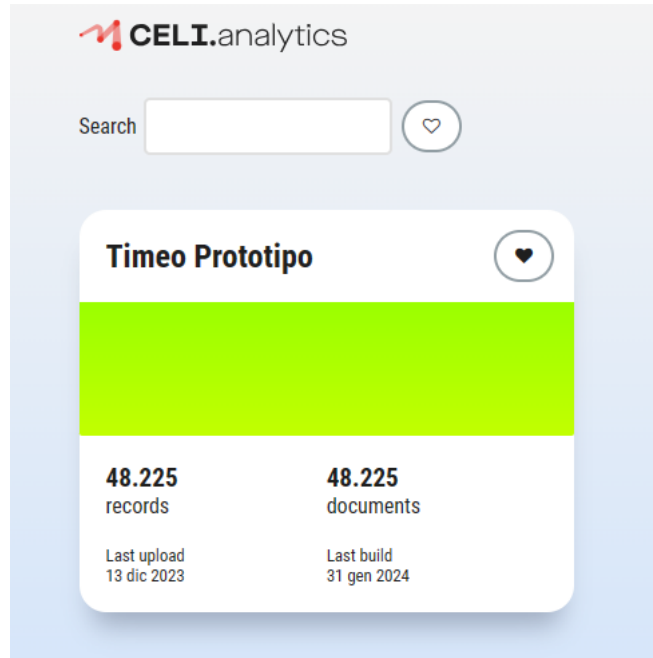 CELI.analytics
Search
Timeo Prototipo
48.225
records
48.225
documents
Last upload
13 dic 2023
Last build
31 gen 2024